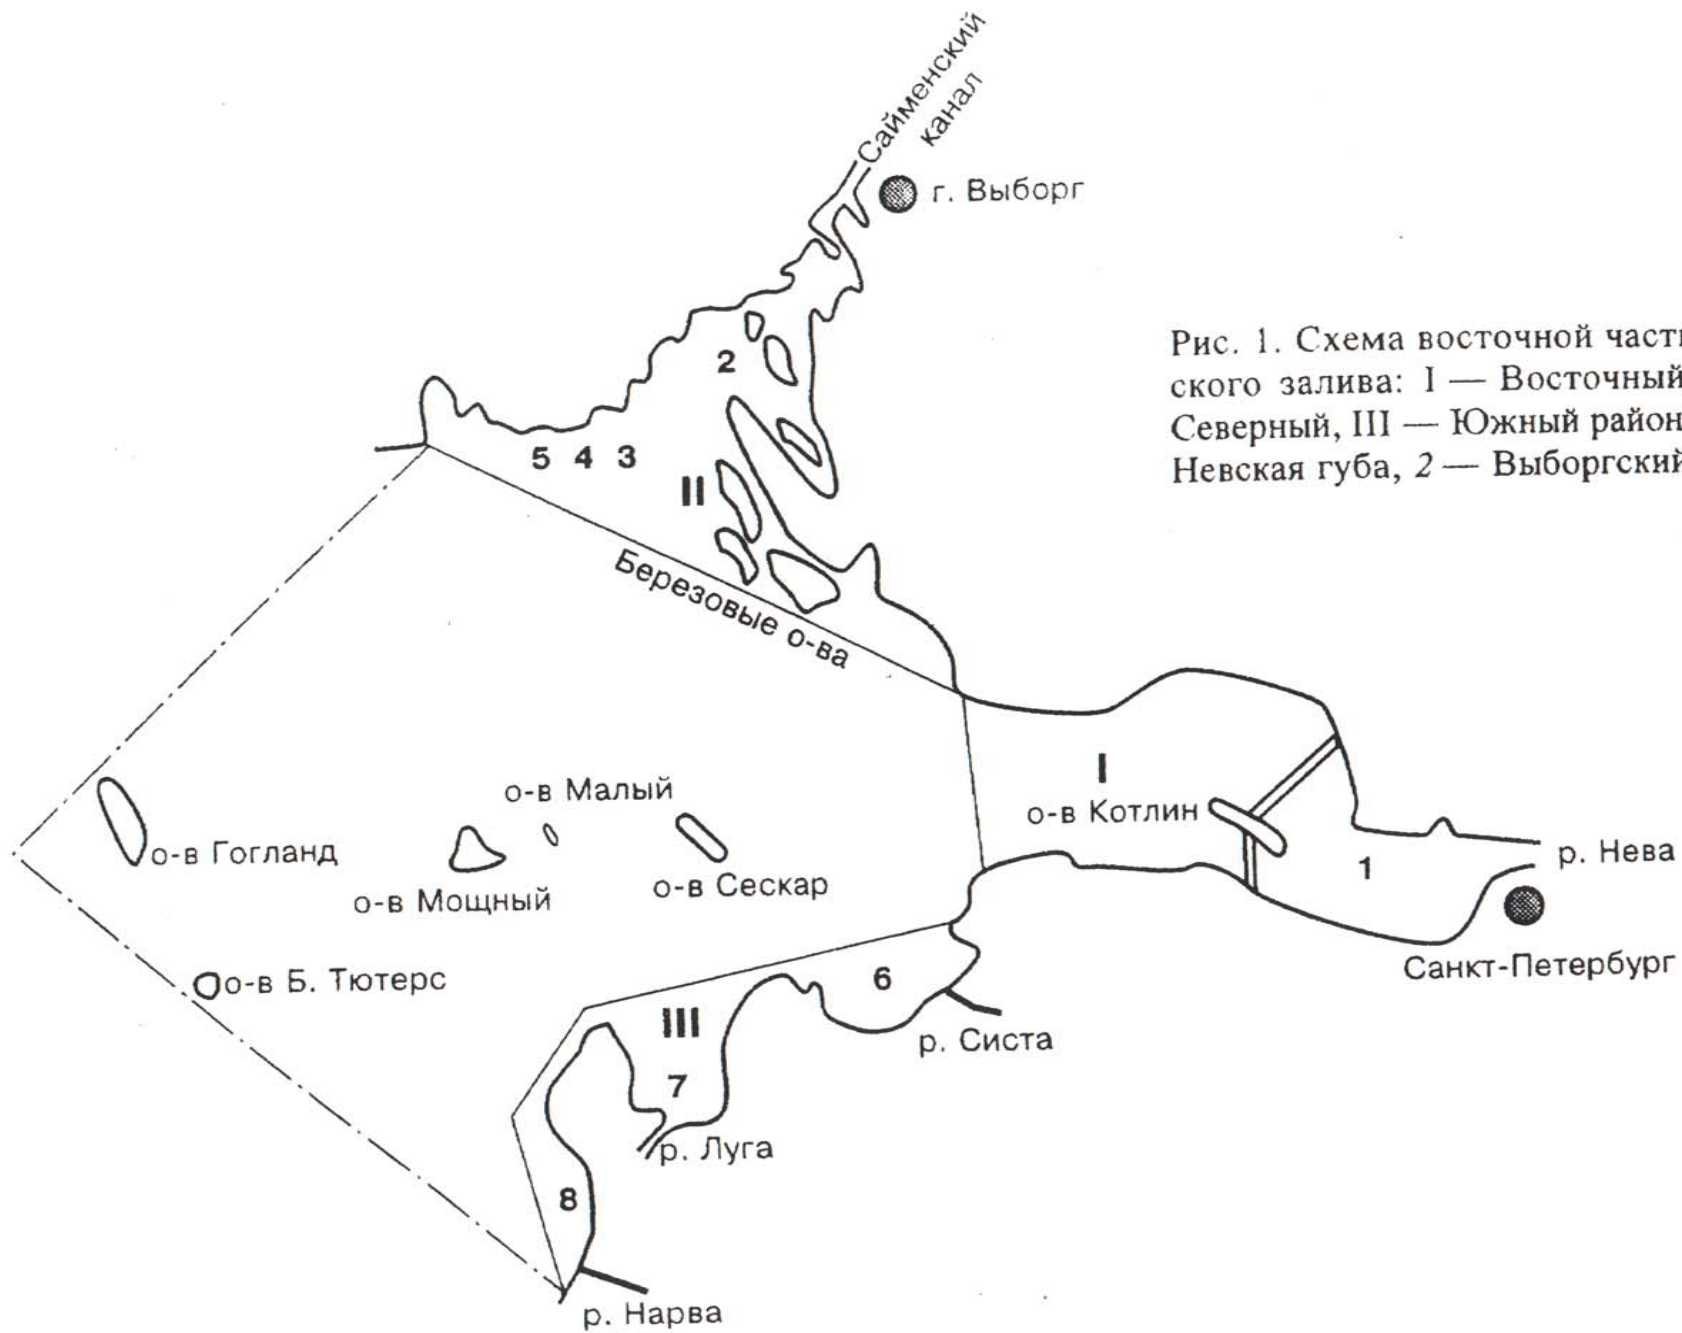 Сайменский
канал
г. Выборг
Рис. 1. Схема восточной част
ского залива: I — Восточный
Северный, III — Южный район
Невская губа, 2 — Выборгский
2
5 4 3
II
Березовые о-ва
I
о-в Котлин
о-в Малый
о-в Гогланд
о-в Мощный
о-в Сескар
1
р. Нева
Санкт-Петербург
о-в Б. Тютерс
6
III
р. Систа
7
р. Луга
8
р. Нарва